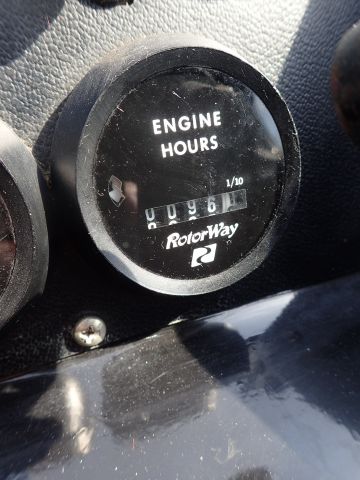 ENGINE
HOURS
1/10
0096
RotorWay